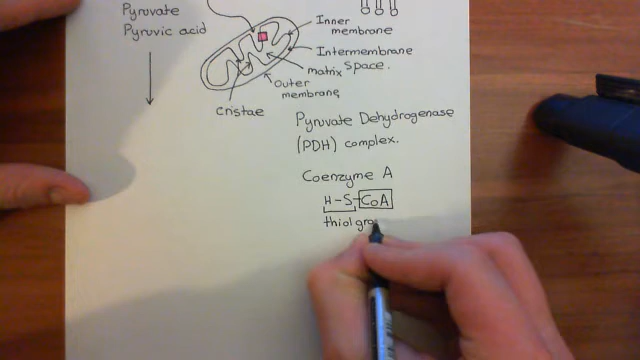 Pyruvate
Pyruvic acid
Inner
membrane
Intermembrane
space.
matrix
Outer
membrane
Cristae
Pyruvate Dehydrogenase
(PDH) complex.
Coenzyme A
H-S-CoA
thiol gro